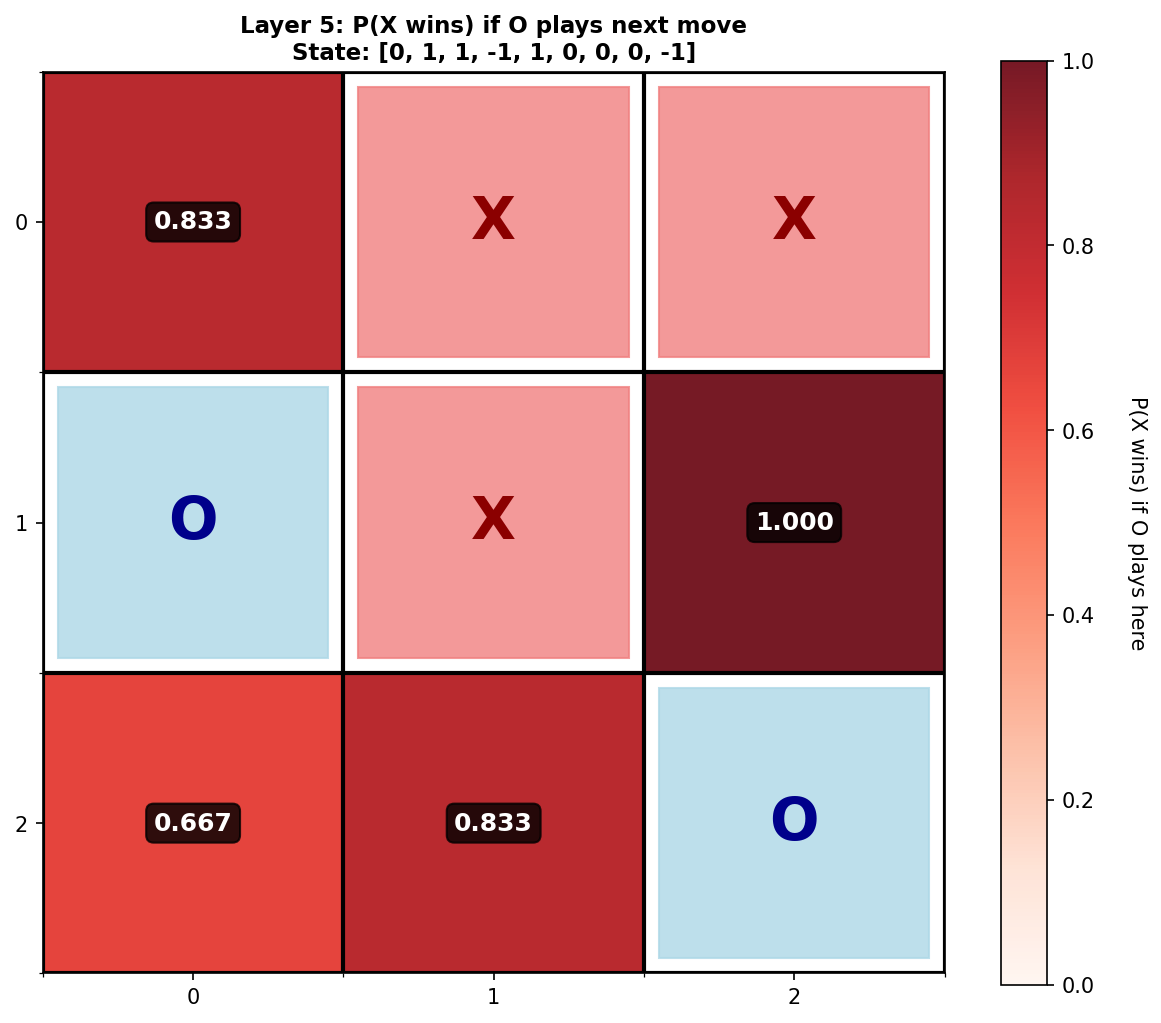 Layer 5: P(X wins) if O plays next move
State: [0, 1, 1, -1, 1, 0, 0, 0, -1]
0
0.833
X
X
1
O
X
1.000
2
0.667
0.833
O
0
1
2
1.0
0.8
0.6
0.4
0.2
0.0
P(X wins) if O plays here